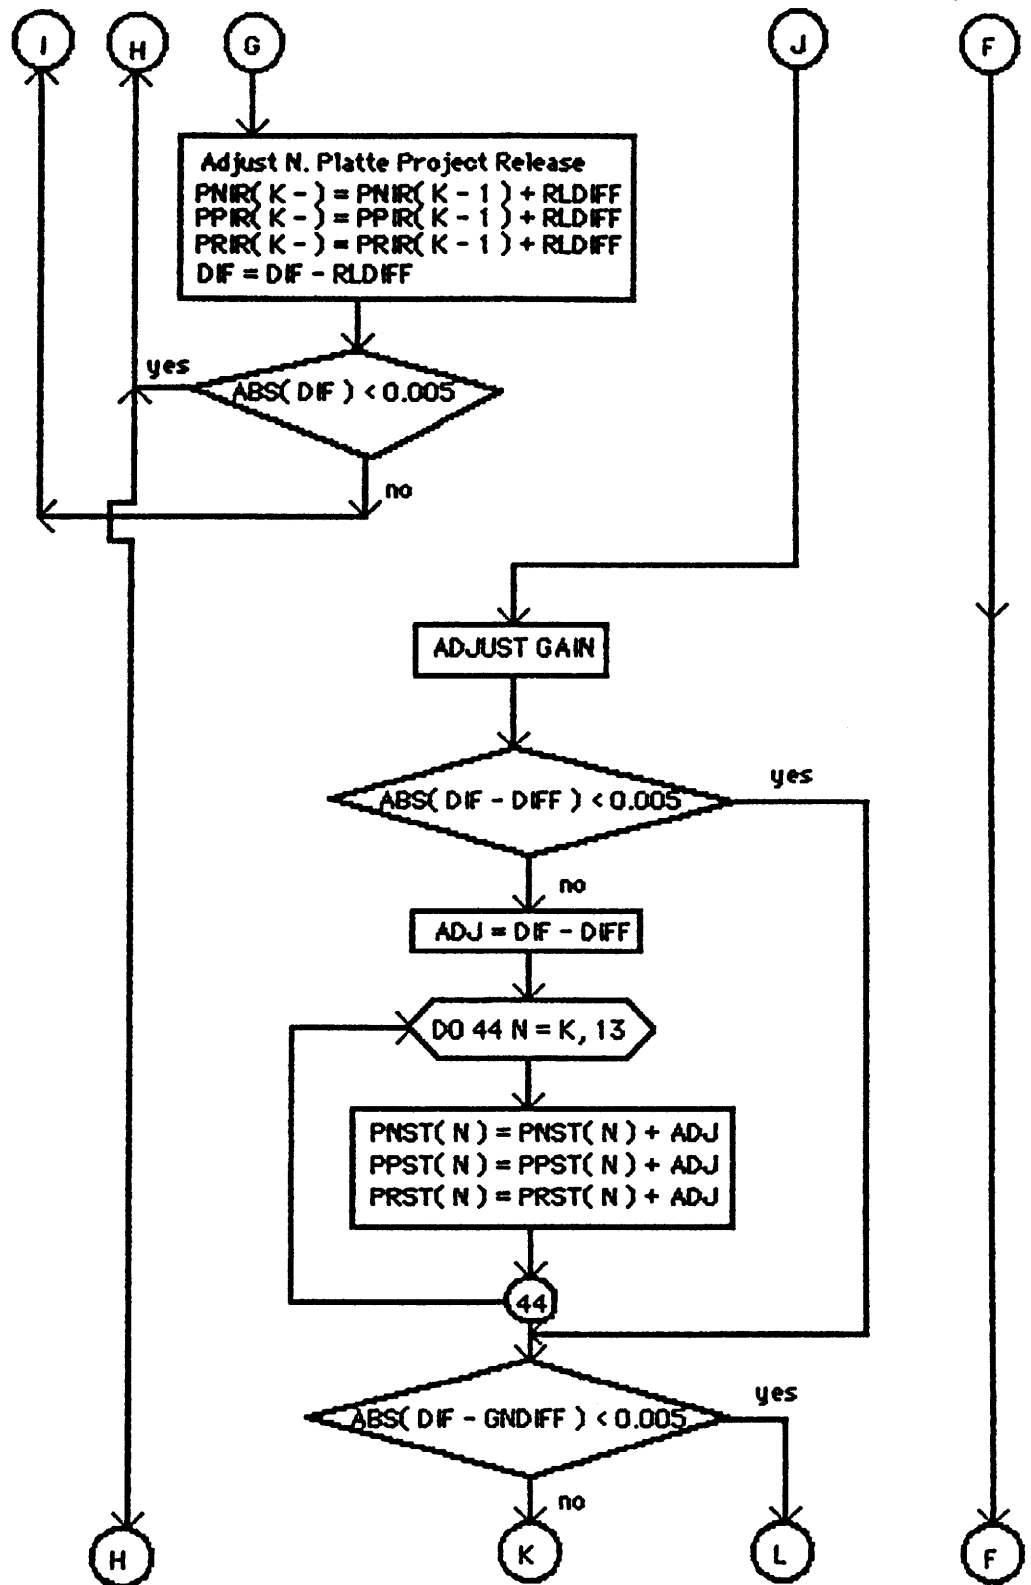 I
H
G
J
F
Adjust N. Platte Project Release
PNIR( K - ) = PNIR( K - 1 ) + RLDIFF
PPIR( K - ) = PPIR( K - 1 ) + RLDIFF
PRIR( K - ) = PRIR( K - 1 ) + RLDIFF
DIF = DIF - RLDIFF
yes
ABS( DIF ) < 0.005
no
ADJUST GAIN
yes
ABS( DIF - DIFF ) < 0.005
no
ADJ = DIF - DIFF
DO 44 N = K, 13
PNST( N ) = PNST( N ) + ADJ
PPST( N ) = PPST( N ) + ADJ
PRST( N ) = PRST( N ) + ADJ
44
yes
ABS( DIF - GNDIFF ) < 0.005
no
H
K
L
F